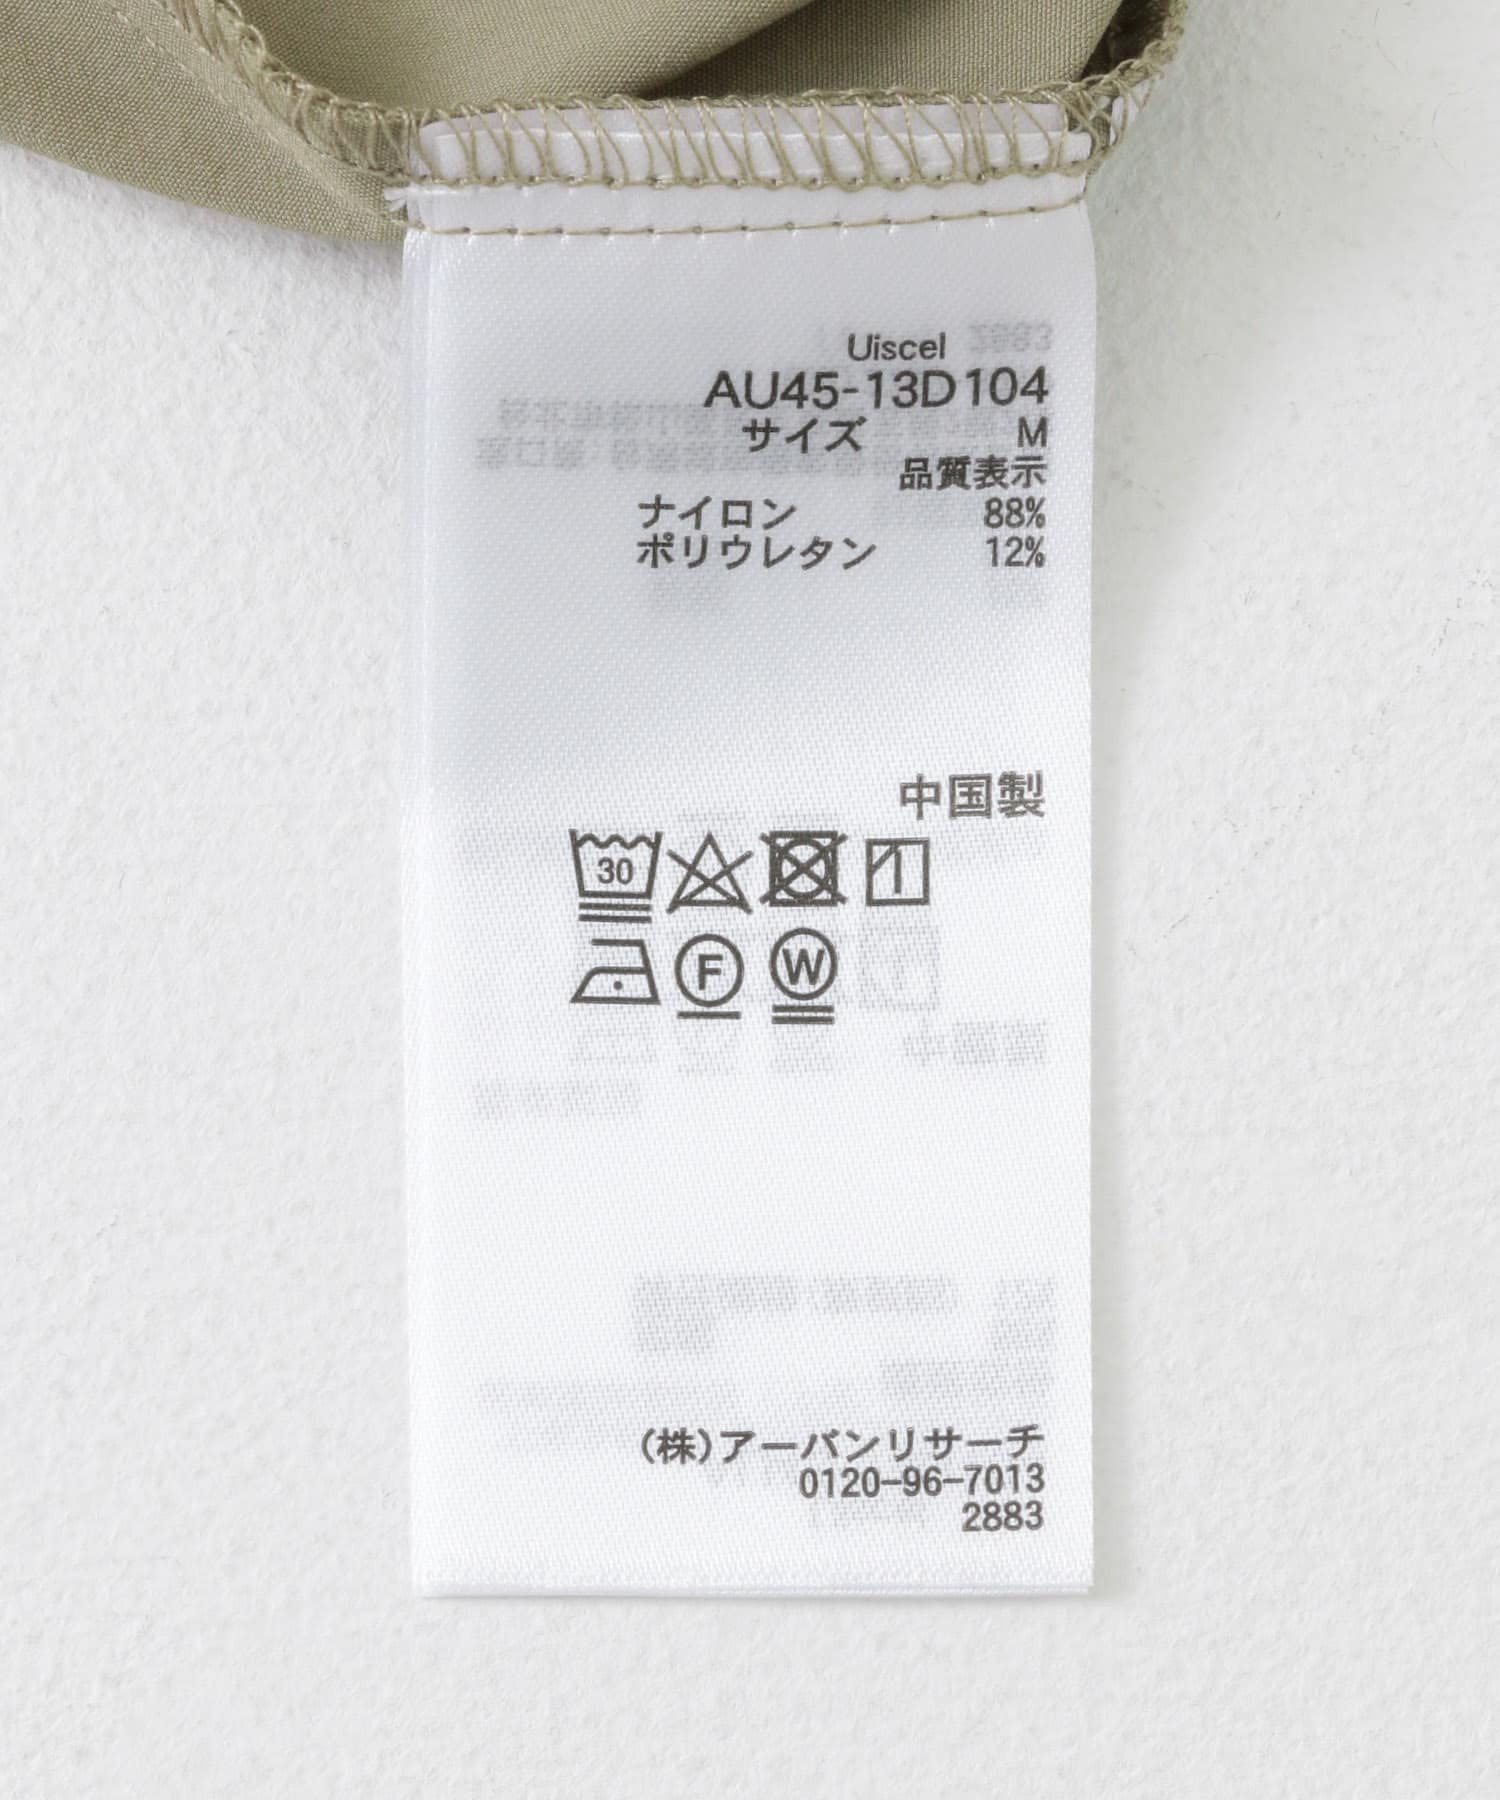 Uiscel
AU45-13D104
サイズ M
品質表示
ナイロン 88%
ポリウレタン 12%
中国製
30
F W
(株)アーバンリサーチ
0120-96-7013
2883